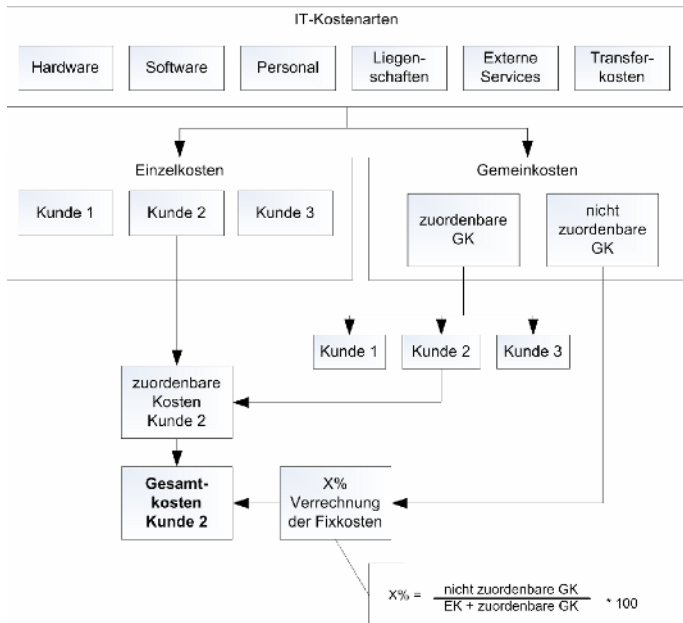 IT-Kostenarten
Hardware
Software
Personal
Liegen-
schaften
Externe
Services
Transfer-
kosten
Einzelkosten
Gemeinkosten
Kunde 1
Kunde 2
Kunde 3
zuordenbare
GK
nicht
zuordenbare
GK
Kunde 1
Kunde 2
Kunde 3
zuordenbare
Kosten
Kunde 2
Gesamt-
kosten
Kunde 2
X%
Verrechnung
der Fixkosten
X% = nicht zuordenbare GK
EK + zuordenbare GK * 100